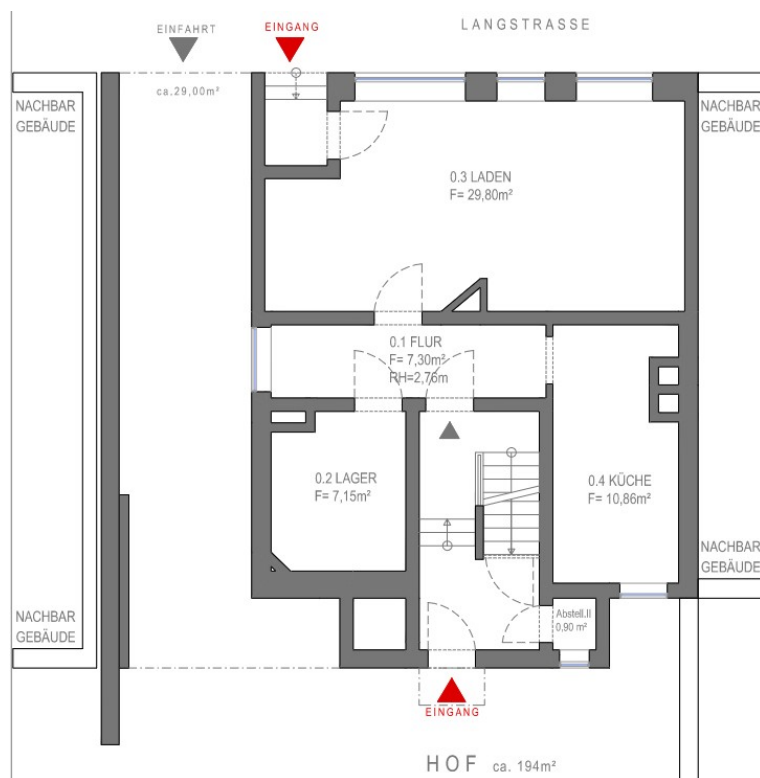 LANGSTRASSE
EINFAHRT
EINGANG
ca.29,00m²
NACHBAR
GEBÄUDE
NACHBAR
GEBÄUDE
0.3 LADEN
F= 29,80m²
0.1 FLUR
F= 7,30m²
RH=2,76m
0.2 LAGER
F= 7,15m²
0.4 KÜCHE
F= 10,86m²
NACHBAR
GEBÄUDE
NACHBAR
GEBÄUDE
Abstell.II
0,90 m²
EINGANG
HOF ca. 194m²